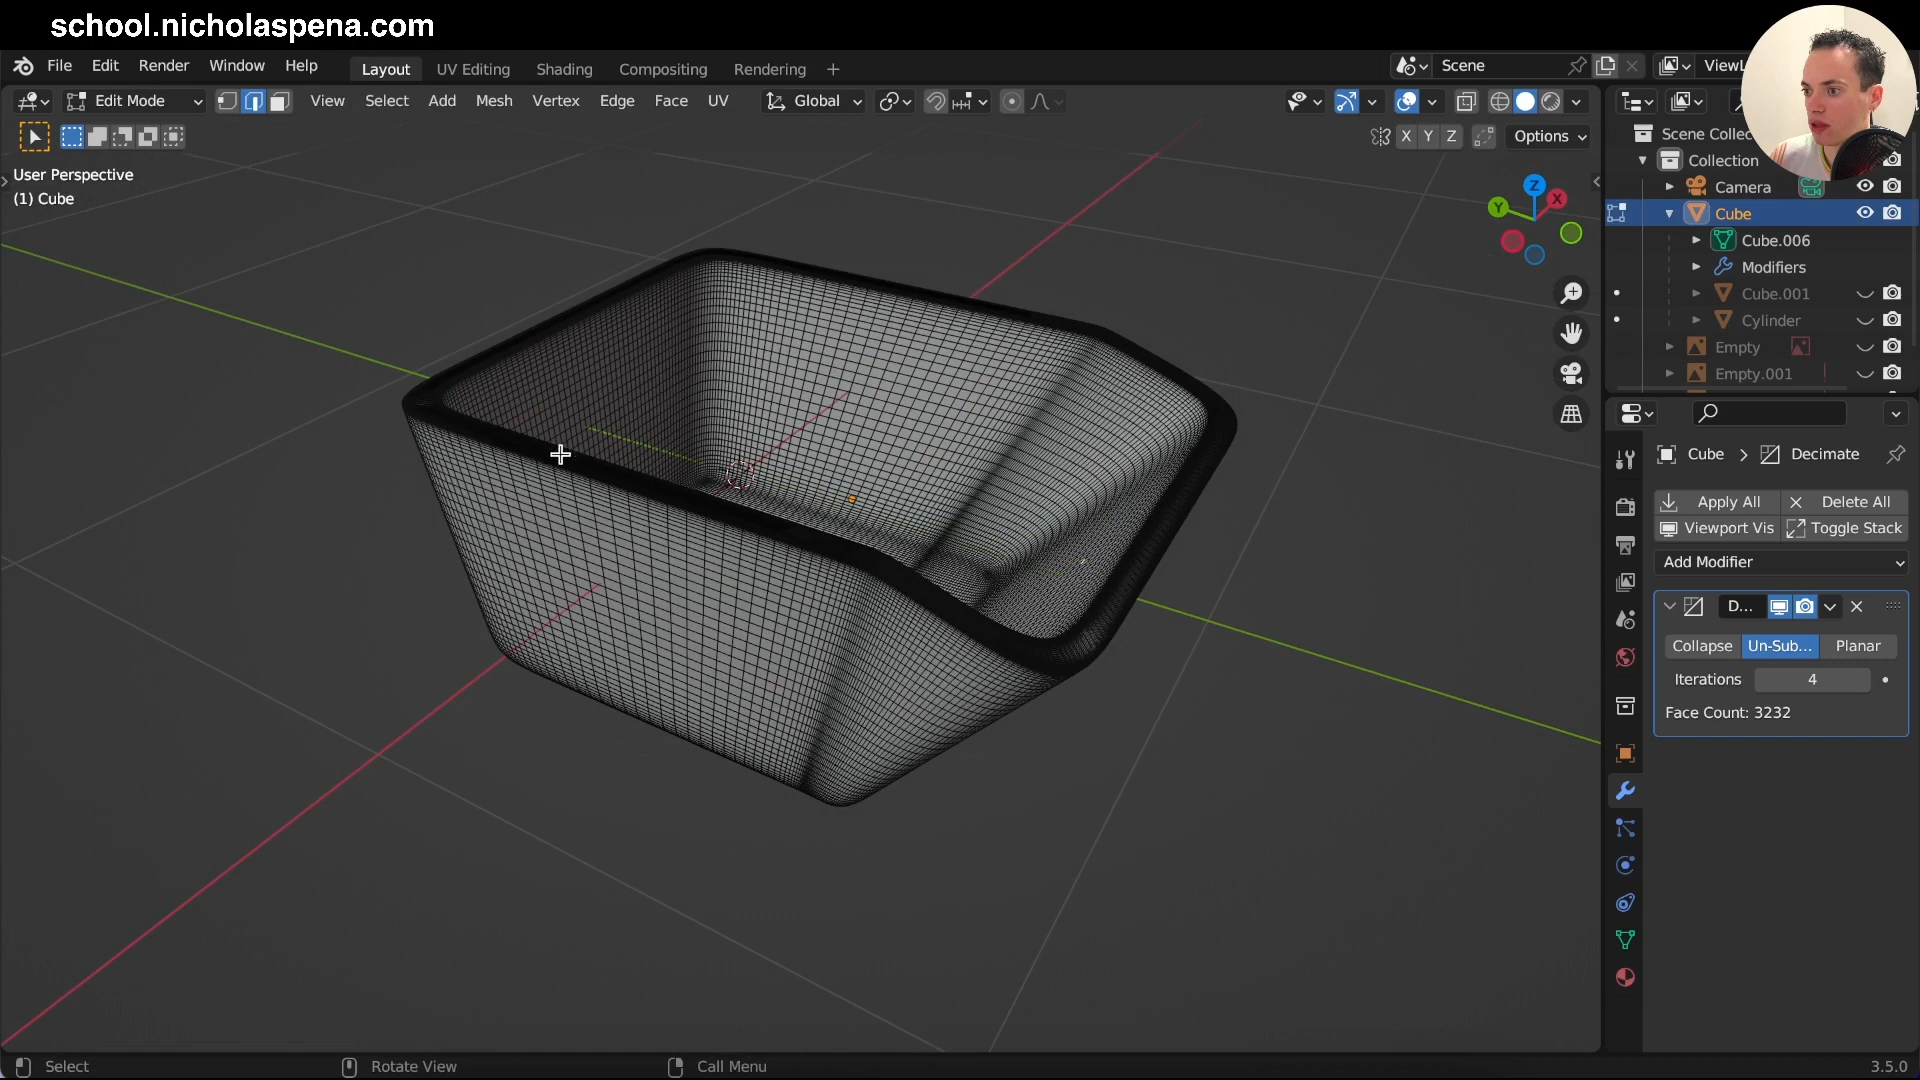 school.nicholaspena.com
File Edit Render Window Help Layout UV Editing Shading Compositing Rendering + Scene ViewL
Edit Mode View Select Add Mesh Vertex Edge Face UV Global
X Y Z Options
User Perspective
(1) Cube
Z
X
Y
Scene Collec
Collection
Camera
Cube
Cube.006
Modifiers
Cube.001
Cylinder
Empty
Empty.001
Cube > Decimate
Apply All Delete All
Viewport Vis Toggle Stack
Add Modifier
D...
Collapse Un-Sub... Planar
Iterations 4
Face Count: 3232
Select Rotate View Call Menu 3.5.0